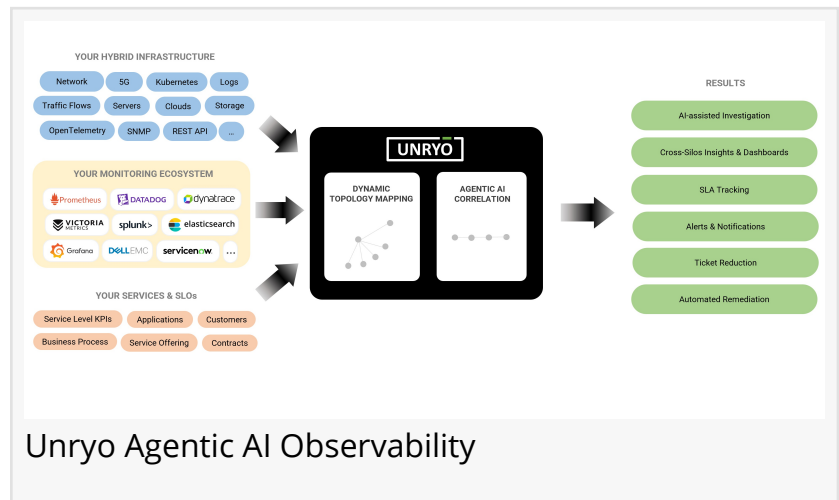 YOUR HYBRID INFRASTRUCTURE
Network
5G
Kubernetes
Logs
Traffic Flows
Servers
Clouds
Storage
OpenTelemetry
SNMP
REST API
...
YOUR MONITORING ECOSYSTEM
Prometheus
DATADOG
dynatrace
VICTORIA
METRICS
splunk>
elasticsearch
Grafana
DELLEMC
servicenow.
...
YOUR SERVICES & SLOs
Service Level KPIs
Applications
Customers
Business Process
Service Offering
Contracts
UNRYO
DYNAMIC
TOPOLOGY MAPPING
AGENTIC AI
CORRELATION
RESULTS
AI-assisted Investigation
Cross-Silos Insights & Dashboards
SLA Tracking
Alerts & Notifications
Ticket Reduction
Automated Remediation
Unryo Agentic AI Observability